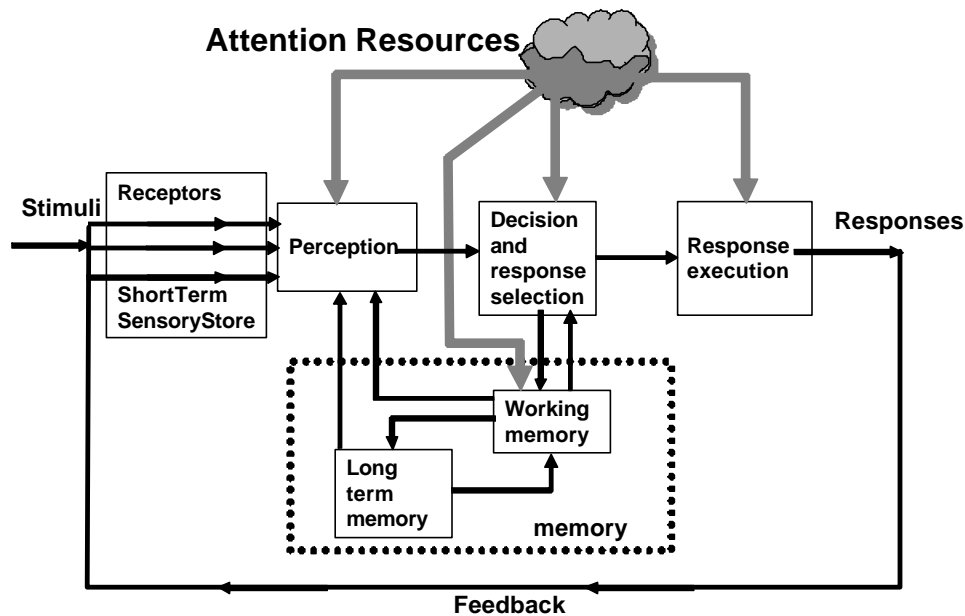 Attention Resources
Stimuli
Receptors
ShortTerm
SensoryStore
Perception
Decision
and
response
selection
Response
execution
Responses
Working
memory
Long
term
memory
memory
Feedback